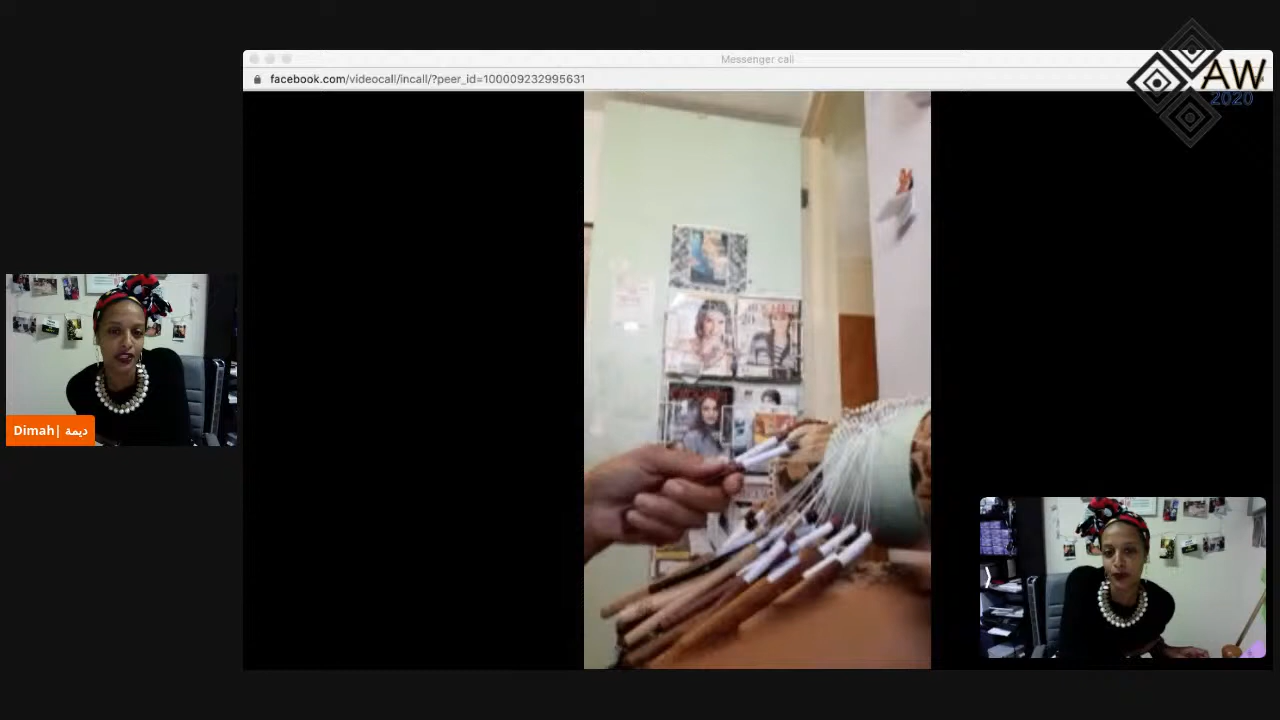 Messenger call
facebook.com/videocall/incall/?peer_id=100009232995631
AW
2020
Dimah| ديمة